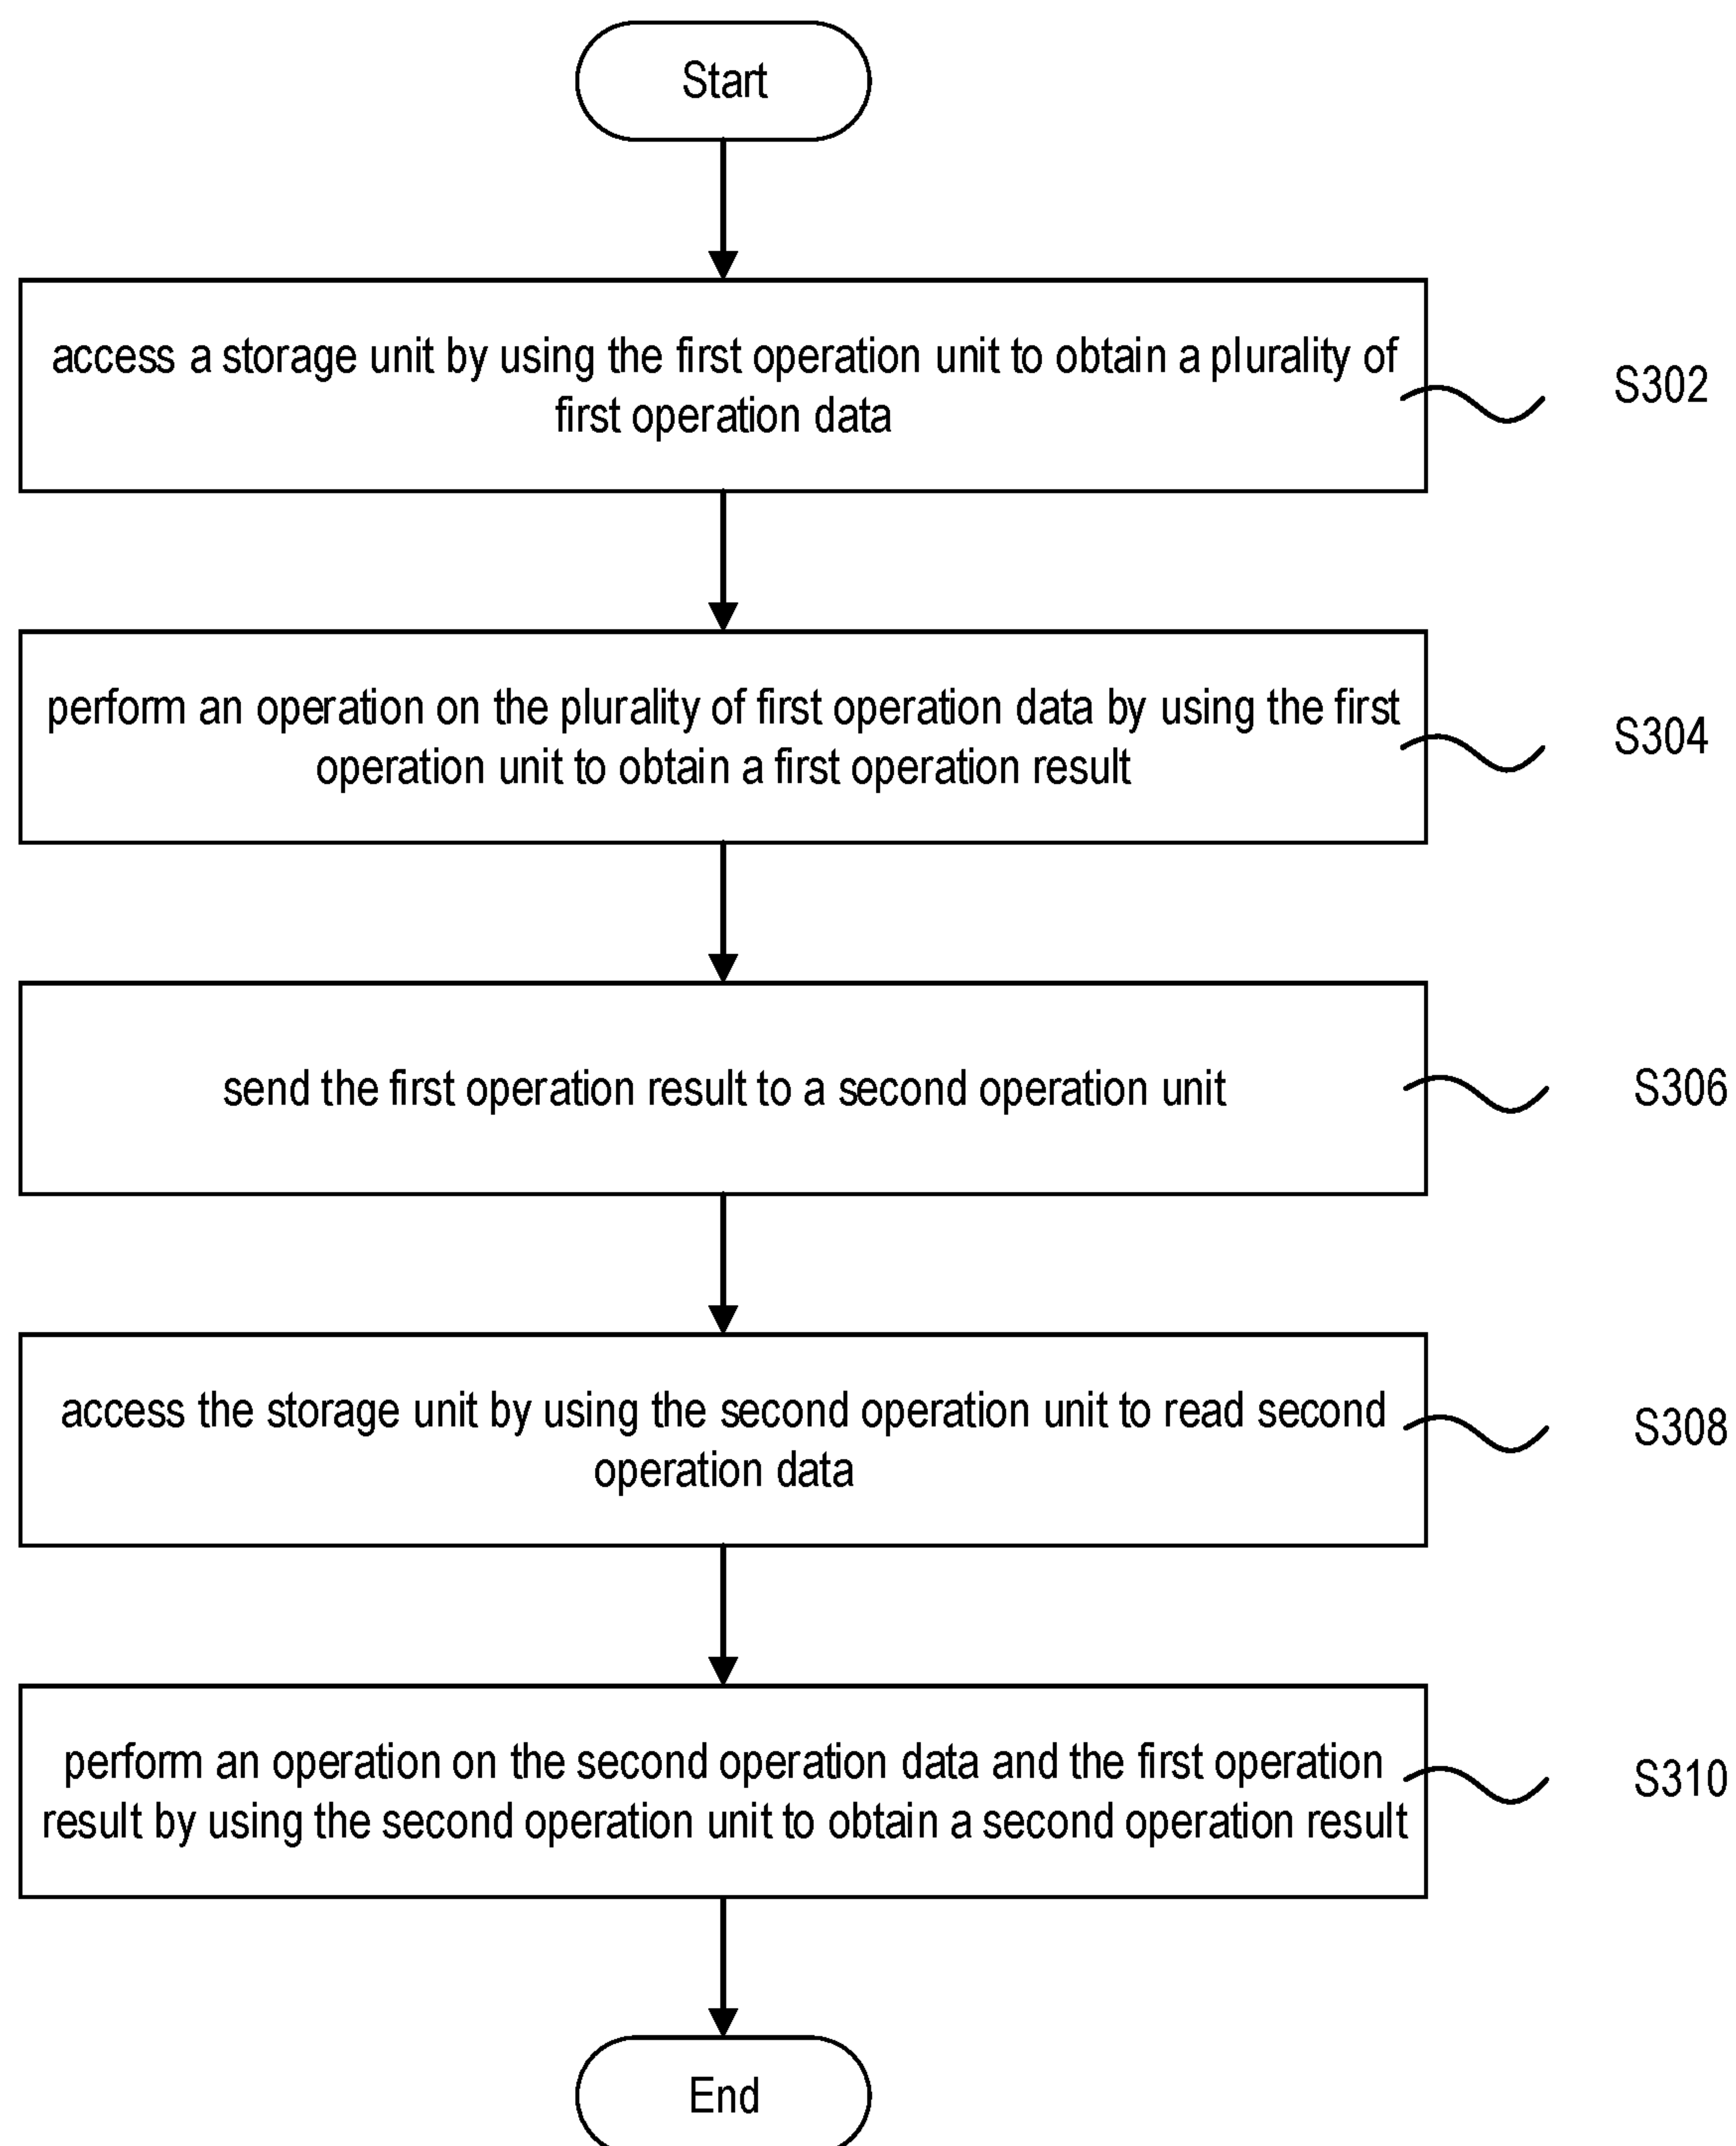 Start
access a storage unit by using the first operation unit to obtain a plurality of
first operation data
S302
perform an operation on the plurality of first operation data by using the first
operation unit to obtain a first operation result
S304
send the first operation result to a second operation unit
S306
access the storage unit by using the second operation unit to read second
operation data
S308
perform an operation on the second operation data and the first operation
result by using the second operation unit to obtain a second operation result
S310
End